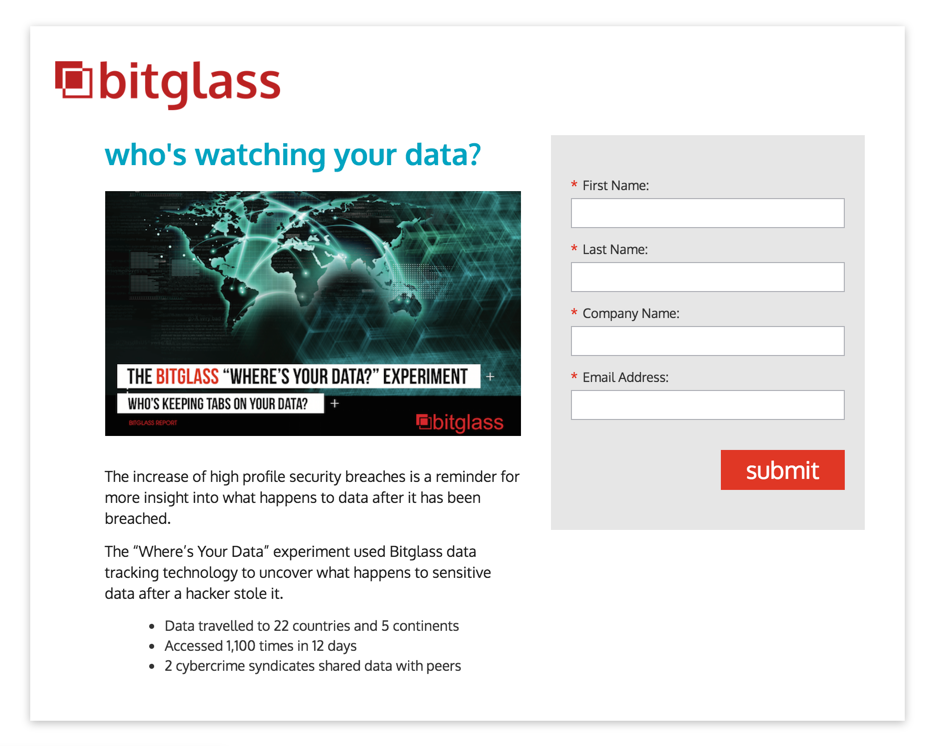 bitglass
who's watching your data?
THE BITGLASS “WHERE’S YOUR DATA?” EXPERIMENT
WHO’S KEEPING TABS ON YOUR DATA?
BITGLASS REPORT
bitglass
The increase of high profile security breaches is a reminder for
more insight into what happens to data after it has been
breached.
The “Where’s Your Data” experiment used Bitglass data
tracking technology to uncover what happens to sensitive
data after a hacker stole it.
• Data travelled to 22 countries and 5 continents
• Accessed 1,100 times in 12 days
• 2 cybercrime syndicates shared data with peers
* First Name:
* Last Name:
* Company Name:
* Email Address:
submit